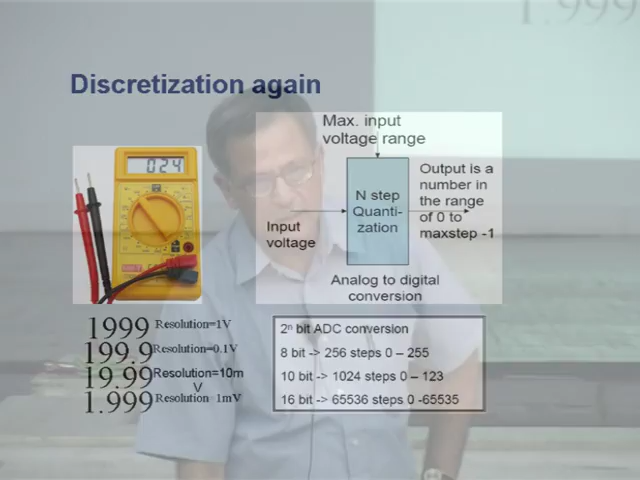 1.999
Discretization again
Max. input
voltage range
024
N step
Quanti-
zation
Output is a
number in
the range
of 0 to
maxstep -1
Input
voltage
Analog to digital
conversion
1999 Resolution=1V
199.9 Resolution=0.1V
19.99 Resolution=10m
V
1.999 Resolution=1mV
2ⁿ bit ADC conversion
8 bit -> 256 steps 0 – 255
10 bit -> 1024 steps 0 – 123
16 bit -> 65536 steps 0 -65535